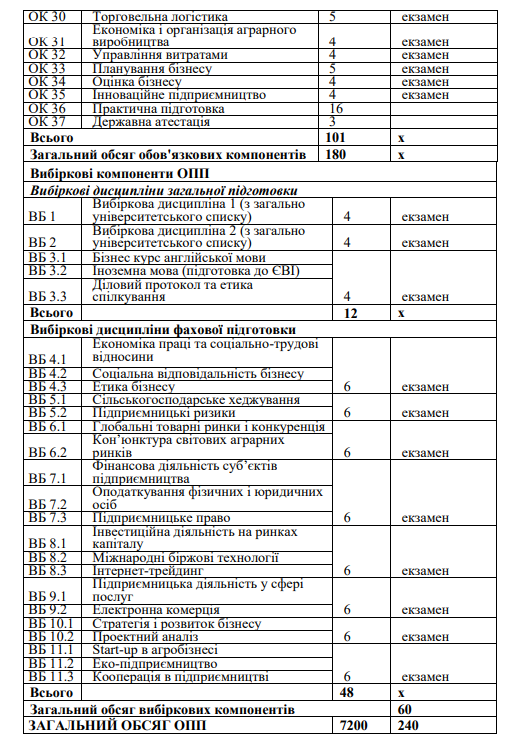 ОК 30 Торговельна логістика 5 екзамен
Економіка і організація аграрного
ОК 31 виробництва 4 екзамен
ОК 32 Управління витратами 4 екзамен
ОК 33 Планування бізнесу 5 екзамен
ОК 34 Оцінка бізнесу 4 екзамен
ОК 35 Інноваційне підприємництво 4 екзамен
ОК 36 Практична підготовка 16
ОК 37 Державна атестація 3
Всього 101 х
Загальний обсяг обов'язкових компонентів 180 х
Вибіркові компоненти ОПП
Вибіркові дисципліни загальної підготовки
Вибіркова дисципліна 1 (з загально
ВБ 1 університетського списку) 4 екзамен
Вибіркова дисципліна 2 (з загально
ВБ 2 університетського списку) 4 екзамен
ВБ 3.1 Бізнес курс англійської мови
ВБ 3.2 Іноземна мова (підготовка до ЄВІ)
Діловий протокол та етика
ВБ 3.3 спілкування 4 екзамен
Всього 12 х
Вибіркові дисципліни фахової підготовки
Економіка праці та соціально-трудові
ВБ 4.1 відносини
ВБ 4.2 Соціальна відповідальність бізнесу
ВБ 4.3 Етика бізнесу 6 екзамен
ВБ 5.1 Сільськогосподарське хеджування
ВБ 5.2 Підприємницькі ризики 6 екзамен
ВБ 6.1 Глобальні товарні ринки і конкуренція
Кон’юнктура світових аграрних
ВБ 6.2 ринків 6 екзамен
Фінансова діяльність суб’єктів
ВБ 7.1 підприємництва
Оподаткування фізичних і юридичних
ВБ 7.2 осіб
ВБ 7.3 Підприємницьке право 6 екзамен
Інвестиційна діяльність на ринках
ВБ 8.1 капіталу
ВБ 8.2 Міжнародні біржові технології
ВБ 8.3 Інтернет-трейдинг 6 екзамен
Підприємницька діяльність у сфері
ВБ 9.1 послуг
ВБ 9.2 Електронна комерція 6 екзамен
ВБ 10.1 Стратегія і розвиток бізнесу
ВБ 10.2 Проектний аналіз 6 екзамен
ВБ 11.1 Start-up в агробізнесі
ВБ 11.2 Еко-підприємництво
ВБ 11.3 Кооперація в підприємництві 6 екзамен
Всього 48 х
Загальний обсяг вибіркових компонентів 60
ЗАГАЛЬНИЙ ОБСЯГ ОПП 7200 240